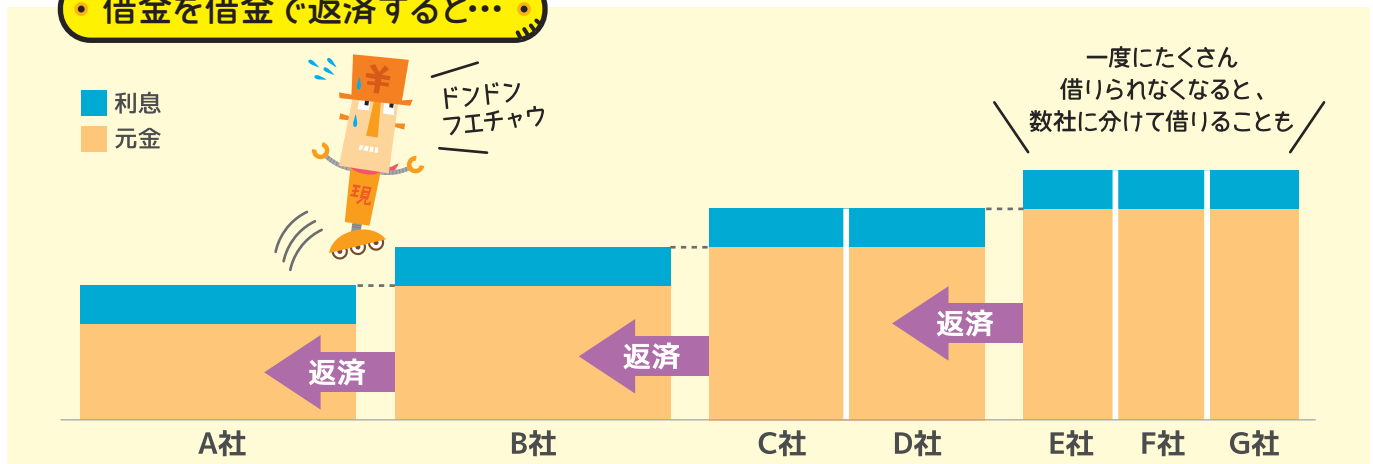 借金を借金で返済すると…
¥
現
ドンドン
フエチャウ
一度にたくさん
借りられなくなると、
数社に分けて借りることも
利息
元金
返済
返済
返済
A社
B社
C社
D社
E社
F社
G社